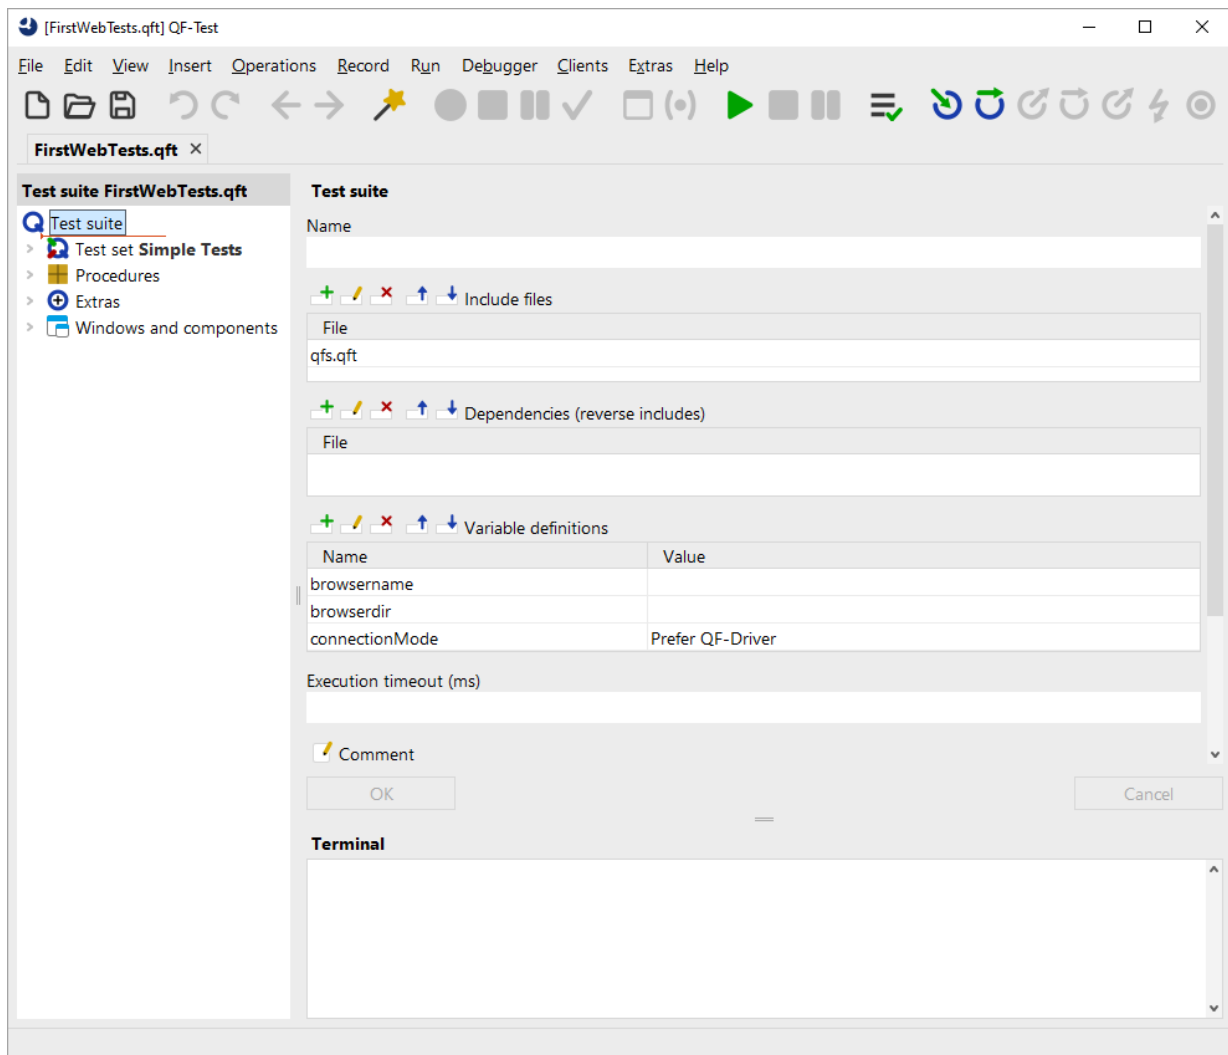 [FirstWebTests.qft] QF-Test
File Edit View Insert Operations Record Run Debugger Clients Extras Help
FirstWebTests.qft
Test suite FirstWebTests.qft
Test suite
Test set Simple Tests
Procedures
Extras
Windows and components
Test suite
Name
Include files
File
qfs.qft
Dependencies (reverse includes)
File
Variable definitions
Name Value
browsername
browserdir
connectionMode Prefer QF-Driver
Execution timeout (ms)
Comment
OK Cancel
Terminal